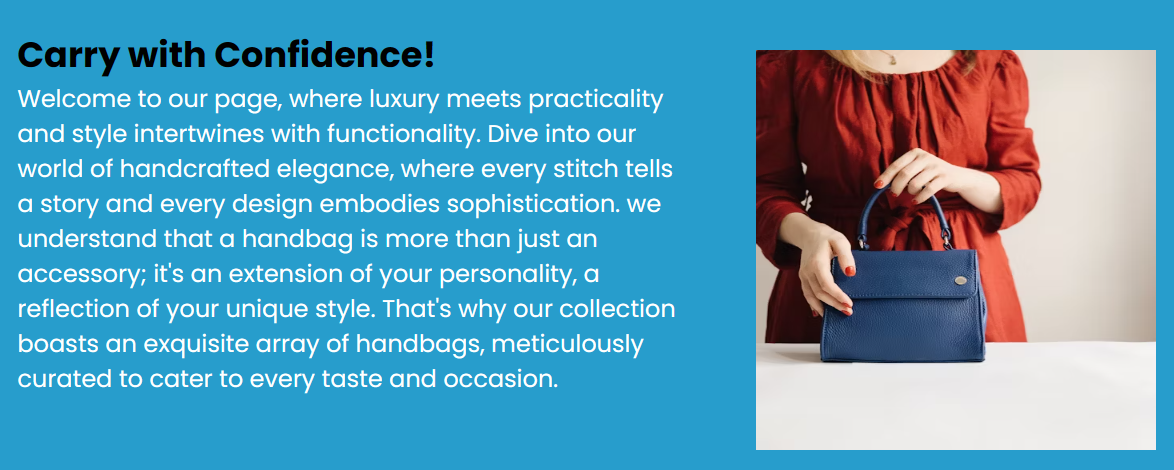 Carry with Confidence!
Welcome to our page, where luxury meets practicality
and style intertwines with functionality. Dive into our
world of handcrafted elegance, where every stitch tells
a story and every design embodies sophistication. we
understand that a handbag is more than just an
accessory; it's an extension of your personality, a
reflection of your unique style. That's why our collection
boasts an exquisite array of handbags, meticulously
curated to cater to every taste and occasion.